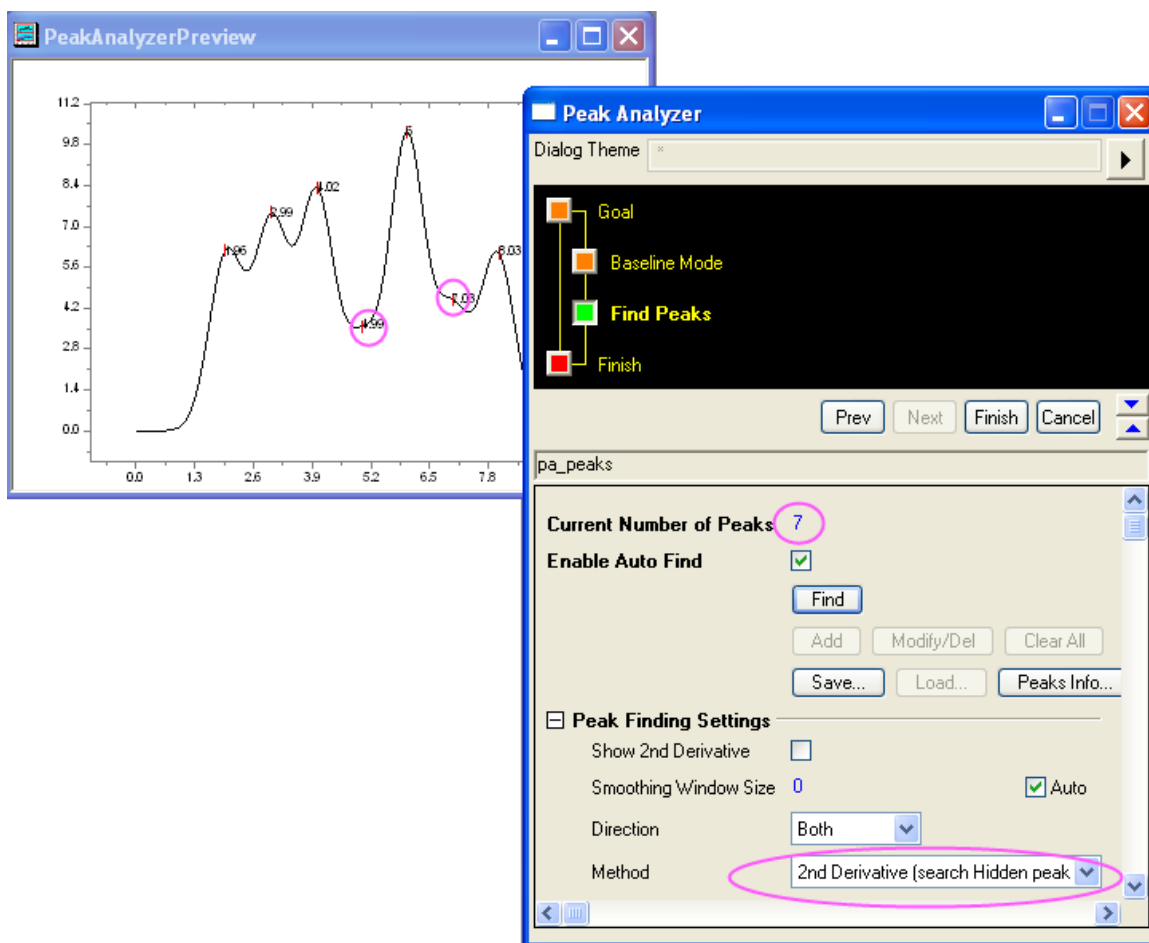 PeakAnalyzerPreview
11.2
9.8
8.4
7.0
5.6
4.2
2.8
1.4
0.0
1.96
2.99
4.02
4.99
6
7.03
8.03
0.0 1.3 2.6 3.9 5.2 6.5 7.8
Peak Analyzer
Dialog Theme *
Goal
Baseline Mode
Find Peaks
Finish
Prev Next Finish Cancel
pa_peaks
Current Number of Peaks 7
Enable Auto Find
Find
Add Modify/Del Clear All
Save... Load... Peaks Info...
Peak Finding Settings
Show 2nd Derivative
Smoothing Window Size 0 Auto
Direction Both
Method 2nd Derivative (search Hidden peak